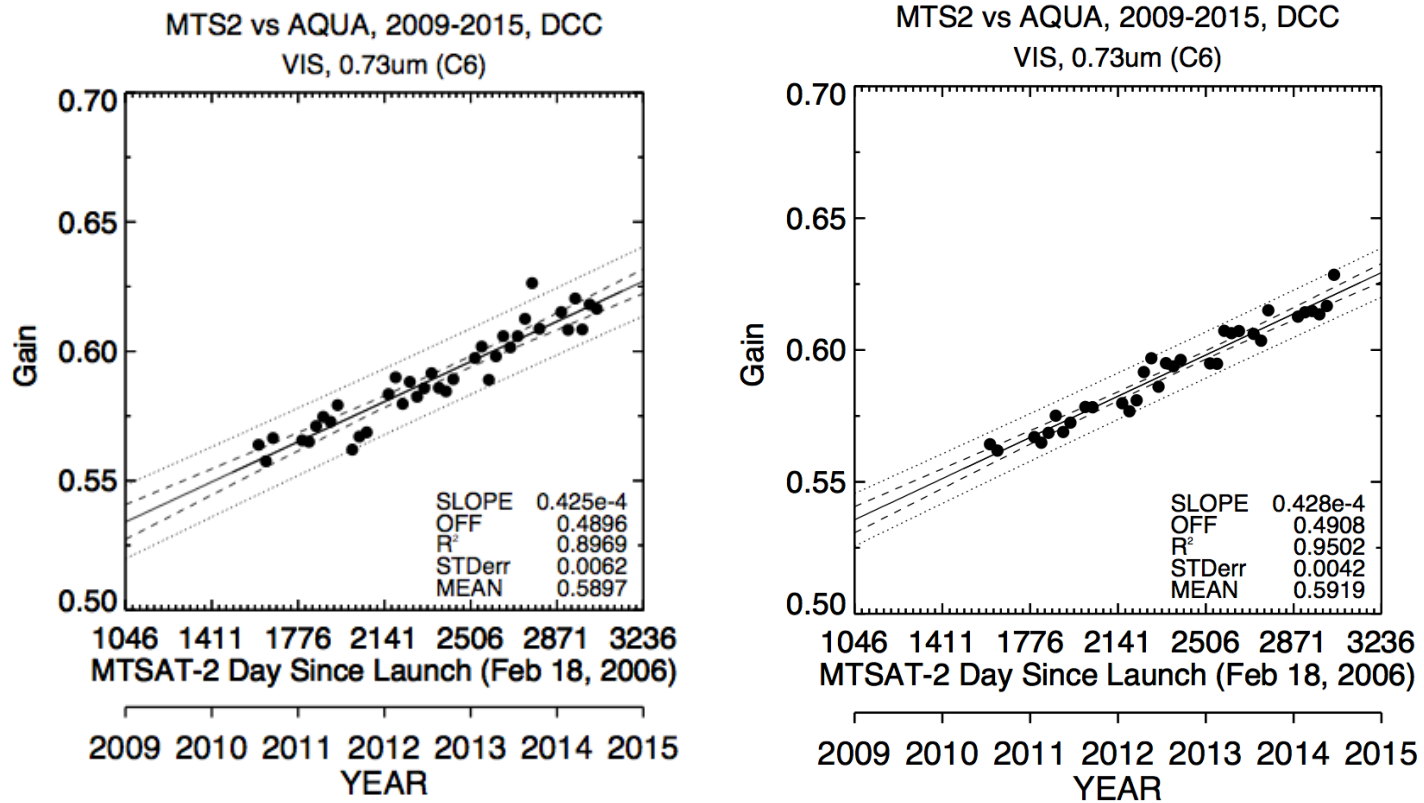 MTS2 vs AQUA, 2009-2015, DCC
VIS, 0.73um (C6)
0.70
0.65
0.60
0.55
0.50
Gain
SLOPE 0.425e-4
OFF 0.4896
R² 0.8969
STDerr 0.0062
MEAN 0.5897
1046 1411 1776 2141 2506 2871 3236
MTSAT-2 Day Since Launch (Feb 18, 2006)
2009 2010 2011 2012 2013 2014 2015
YEAR
MTS2 vs AQUA, 2009-2015, DCC
VIS, 0.73um (C6)
0.70
0.65
0.60
0.55
0.50
Gain
SLOPE 0.428e-4
OFF 0.4908
R² 0.9502
STDerr 0.0042
MEAN 0.5919
1046 1411 1776 2141 2506 2871 3236
MTSAT-2 Day Since Launch (Feb 18, 2006)
2009 2010 2011 2012 2013 2014 2015
YEAR